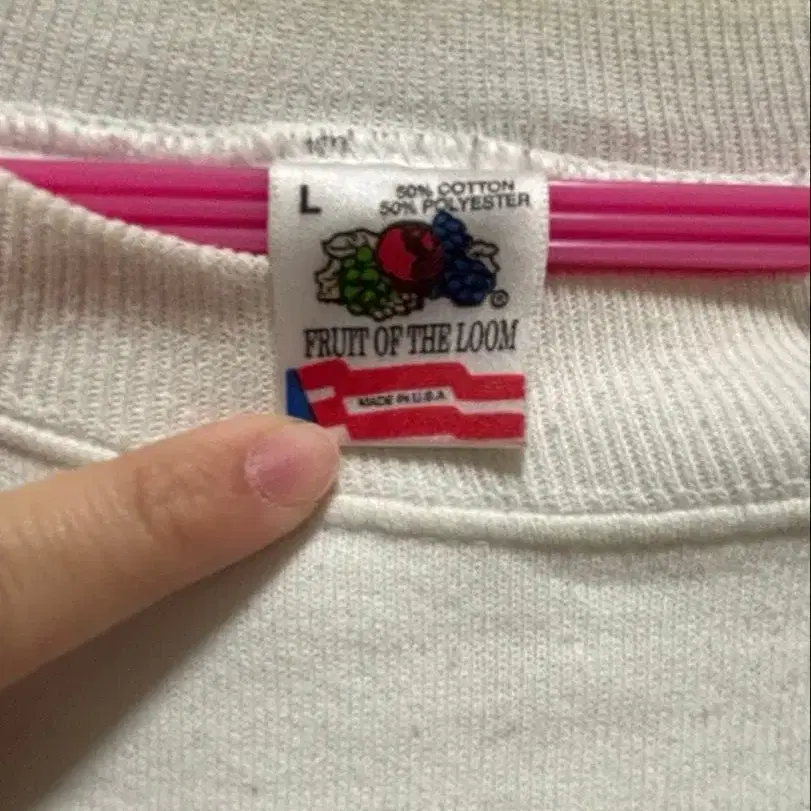 L
50% COTTON
50% POLYESTER
®
FRUIT OF THE LOOM
MADE IN U.S.A